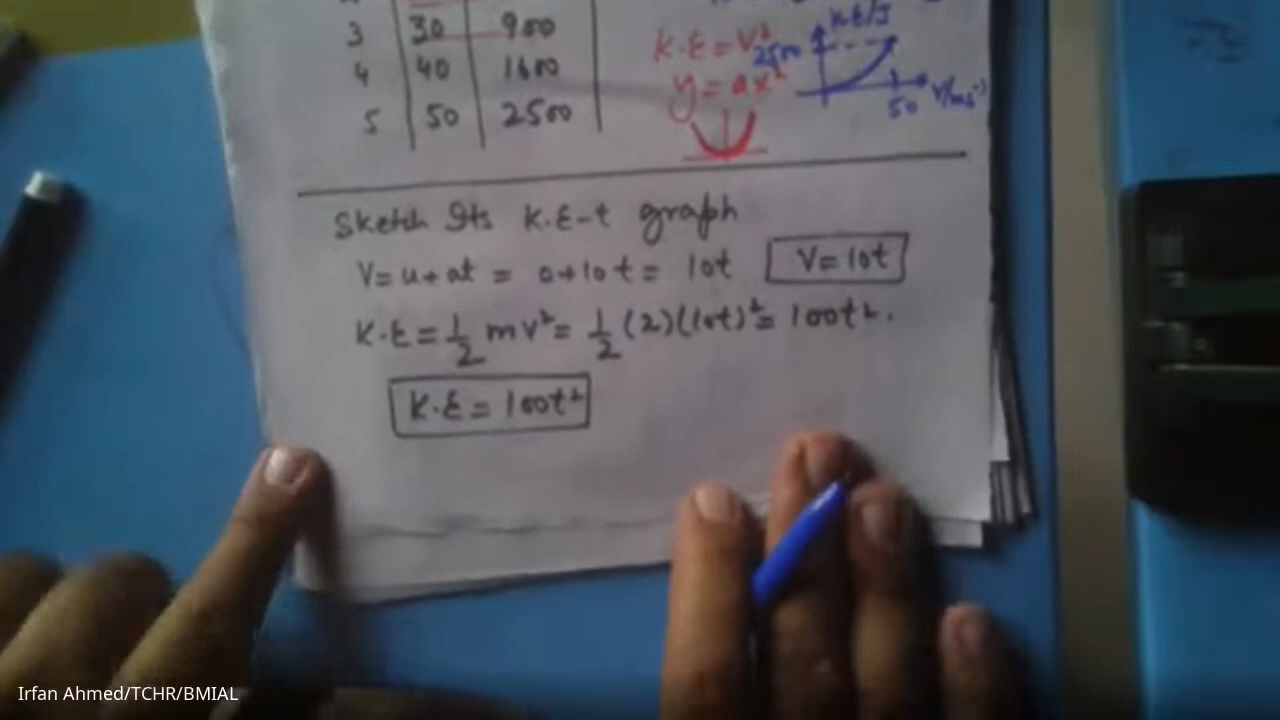 3 30 900
4 40 1600
5 50 2500
K.E/J
K.E = V²
2500
y = ax²
50 V/ms⁻¹
Sketch Its K.E-t graph
V = u + at = 0 + 10t = 10t V = 10t
K.E = 1/2 mv² = 1/2 (2)(10t)² = 100t².
K.E = 100t²
Irfan Ahmed/TCHR/BMIAL